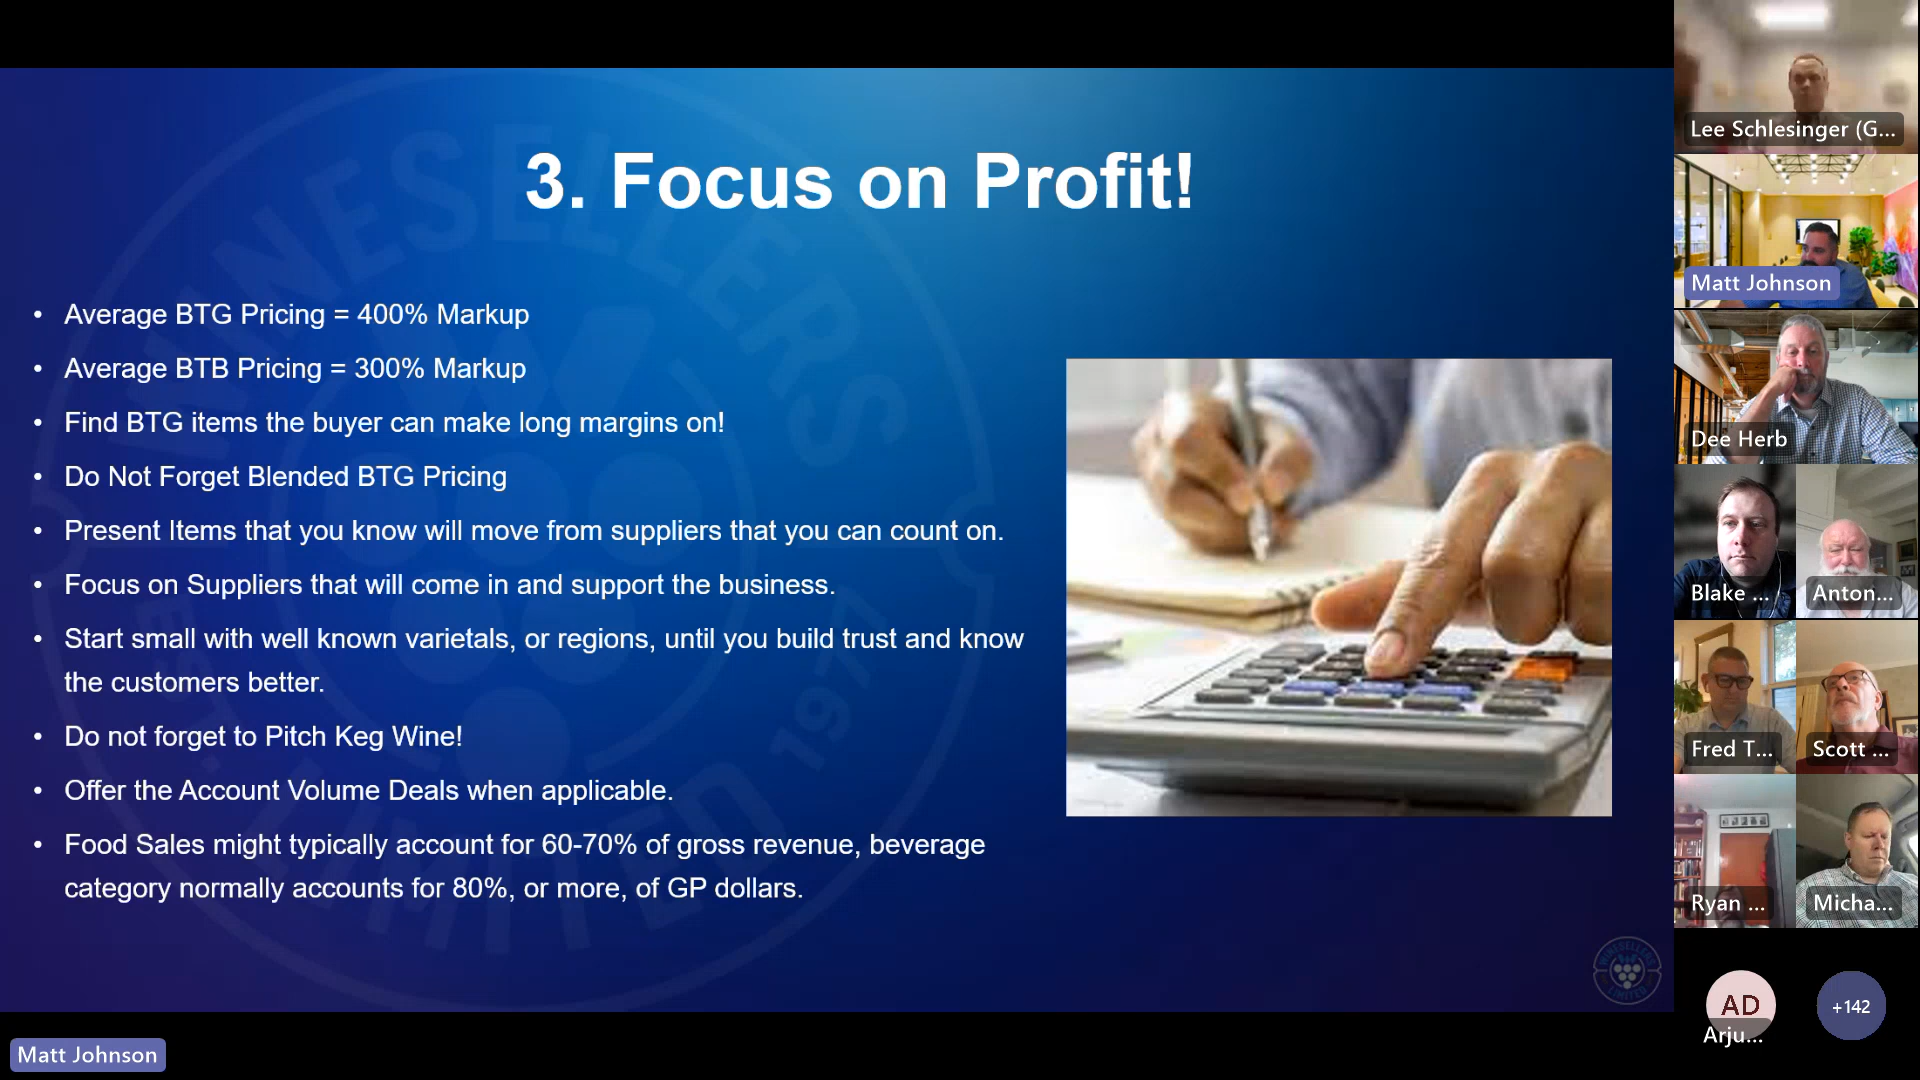 3. Focus on Profit!
• Average BTG Pricing = 400% Markup
• Average BTB Pricing = 300% Markup
• Find BTG items the buyer can make long margins on!
• Do Not Forget Blended BTG Pricing
• Present Items that you know will move from suppliers that you can count on.
• Focus on Suppliers that will come in and support the business.
• Start small with well known varietals, or regions, until you build trust and know
the customers better.
• Do not forget to Pitch Keg Wine!
• Offer the Account Volume Deals when applicable.
• Food Sales might typically account for 60-70% of gross revenue, beverage
category normally accounts for 80%, or more, of GP dollars.
WINESELLERS
LIMITED
1977
WINESELLERS
LIMITED
Matt Johnson
Lee Schlesinger (G...
Matt Johnson
Dee Herb
Blake ...
Anton...
Fred T...
Scott ...
Ryan ...
Micha...
AD
Arju...
+142